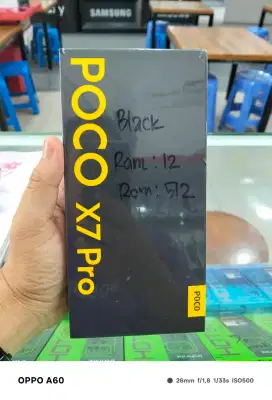 SAMSUNG
POCO X7 Pro
Black
Ram : 12
Rom : 512
POCO
OPPO A60
26mm f/1.8 1/33s ISO500